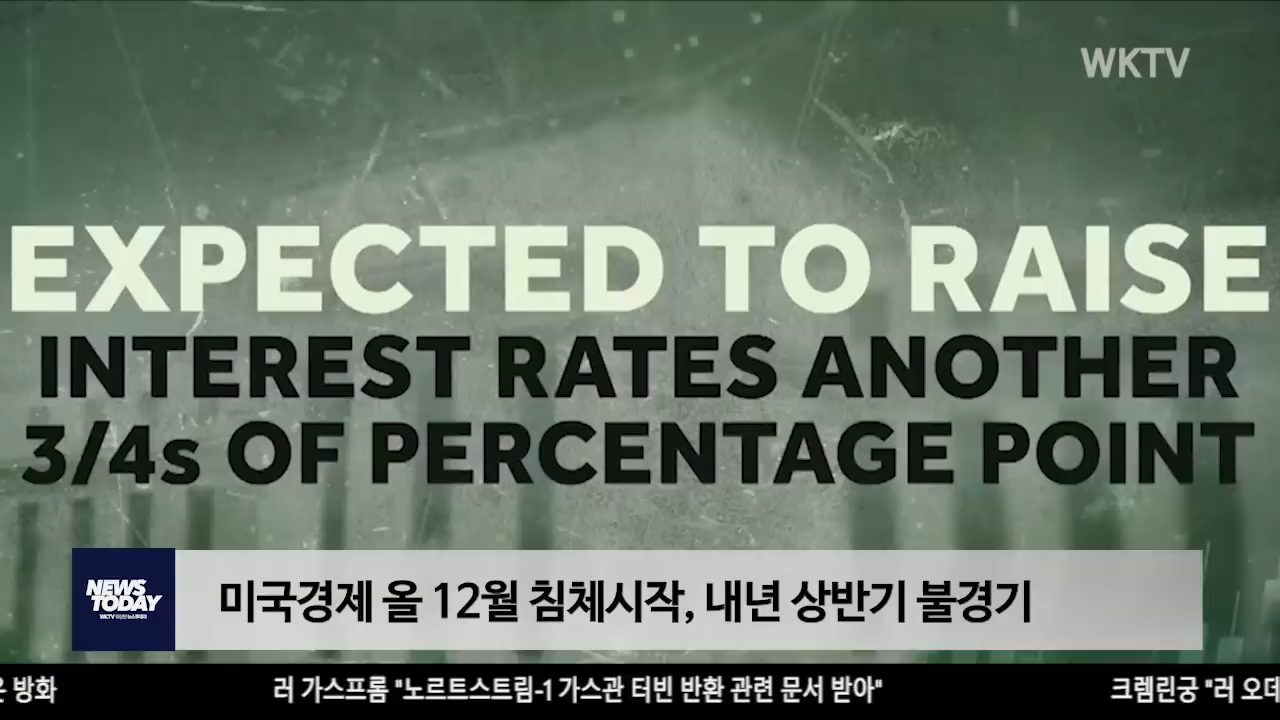 WKTV
EXPECTED TO RAISE
INTEREST RATES ANOTHER
3/4s OF PERCENTAGE POINT
NEWS
TODAY
미국경제 올 12월 침체시작, 내년 상반기 불경기
방화 러 가스프롬 "노르트스트림-1 가스관 터빈 반환 관련 문서 받아" 크렘린궁 "러 오데